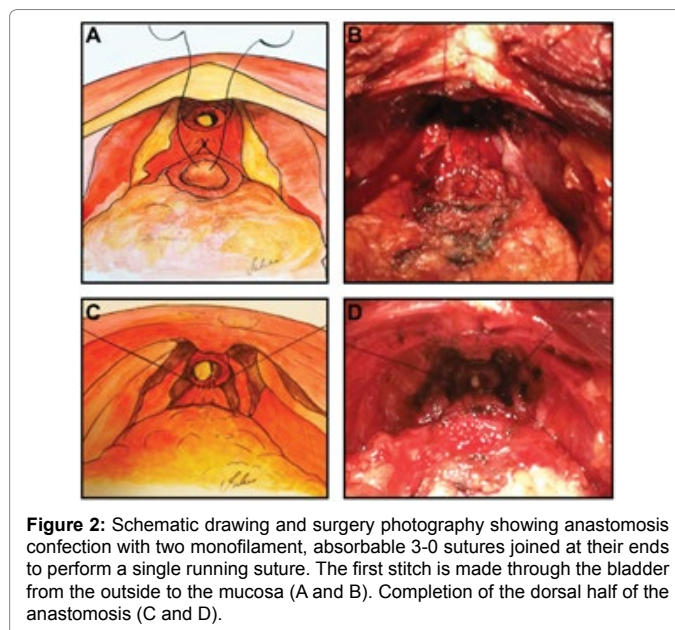 A
B
C
D
Figure 2: Schematic drawing and surgery photography showing anastomosis
confection with two monofilament, absorbable 3-0 sutures joined at their ends
to perform a single running suture. The first stitch is made through the bladder
from the outside to the mucosa (A and B). Completion of the dorsal half of the
anastomosis (C and D).